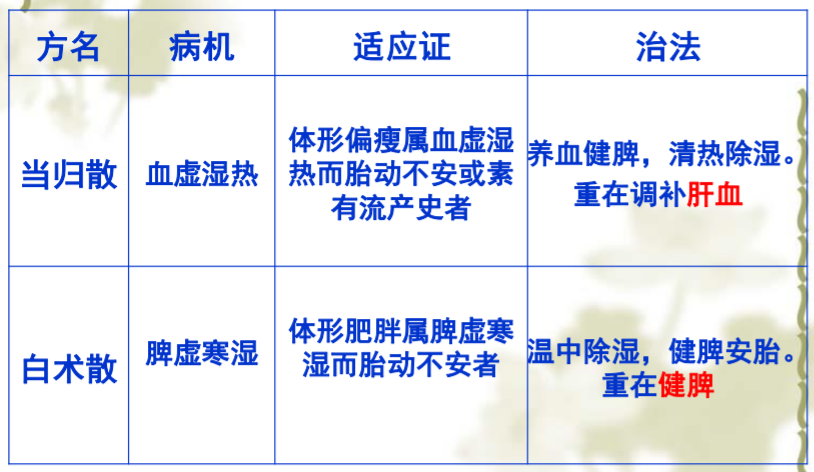 方名 病机 适应证 治法
当归散
血虚湿热
体形偏瘦属血虚湿
热而胎动不安或素
有流产史者
养血健脾，清热除湿。
重在调补肝血
白术散
脾虚寒湿
体形肥胖属脾虚寒
湿而胎动不安者
温中除湿，健脾安胎。
重在健脾